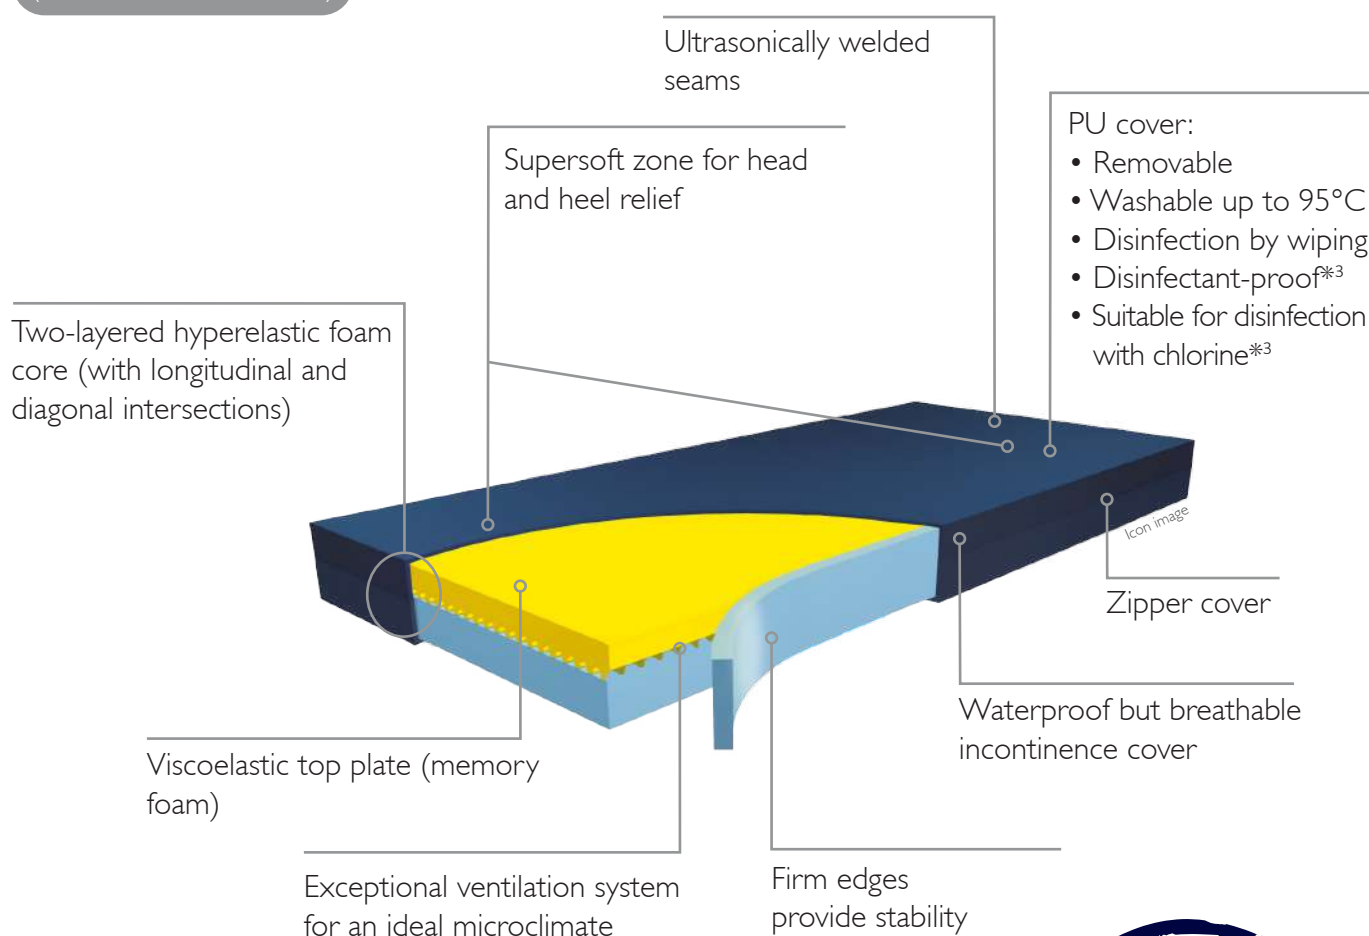 Ultrasonically welded
seams
PU cover:
• Removable
• Washable up to 95°C
• Disinfection by wiping
• Disinfectant-proof*3
• Suitable for disinfection
with chlorine*3
Supersoft zone for head
and heel relief
Two-layered hyperelastic foam
core (with longitudinal and
diagonal intersections)
Icon image
Zipper cover
Waterproof but breathable
incontinence cover
Viscoelastic top plate (memory
foam)
Exceptional ventilation system
for an ideal microclimate
Firm edges
provide stability